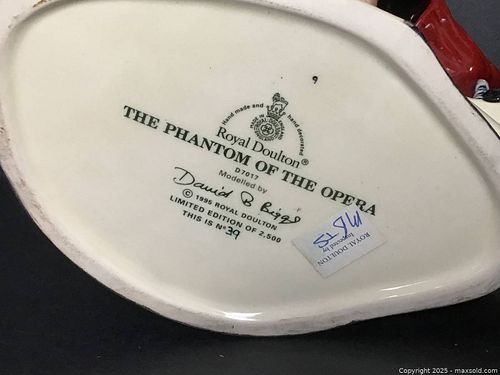 Hand made and hand decorated
Royal Doulton®
THE PHANTOM OF THE OPERA
D7017
Modelled by
David B Biggs
© 1995 ROYAL DOULTON
LIMITED EDITION OF 2,500
THIS IS Nº 39
ROYAL DOULTON
Inspected by
Copyright 2025 - maxsold.com